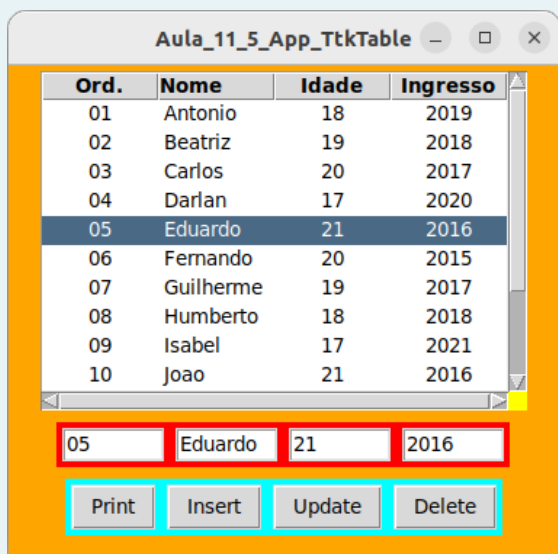 Aula_11_5_App_TtkTable
Ord. Nome Idade Ingresso
01 Antonio 18 2019
02 Beatriz 19 2018
03 Carlos 20 2017
04 Darlan 17 2020
05 Eduardo 21 2016
06 Fernando 20 2015
07 Guilherme 19 2017
08 Humberto 18 2018
09 Isabel 17 2021
10 Joao 21 2016
05 Eduardo 21 2016
Print Insert Update Delete